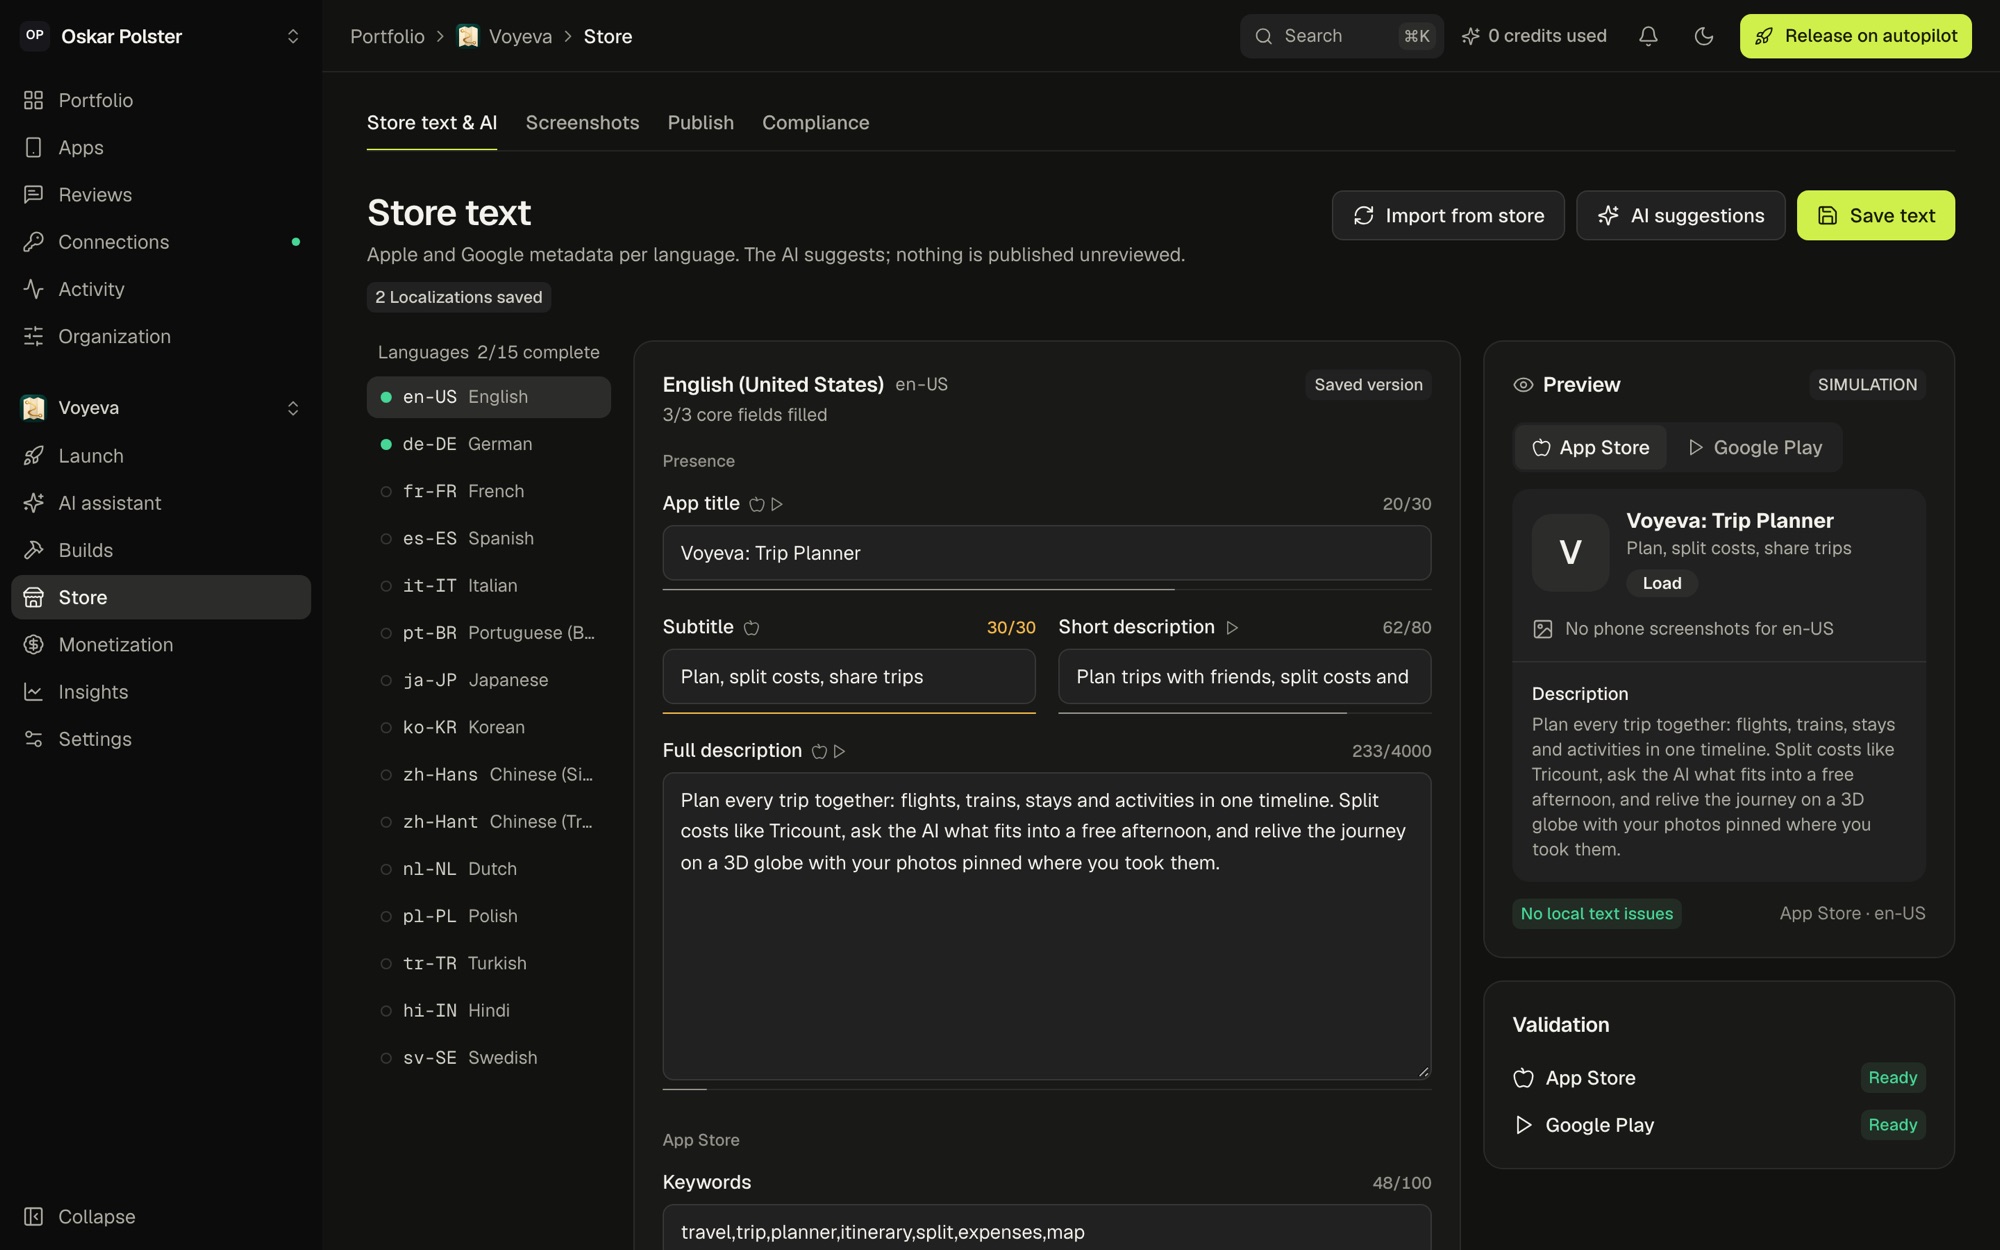 OP Oskar Polster
Portfolio
Apps
Reviews
Connections
Activity
Organization
Voyeva
Launch
AI assistant
Builds
Store
Monetization
Insights
Settings
Collapse
Portfolio > Voyeva > Store
Search ⌘K
0 credits used
Release on autopilot
Store text & AI
Screenshots
Publish
Compliance
Store text
Apple and Google metadata per language. The AI suggests; nothing is published unreviewed.
2 Localizations saved
Import from store
AI suggestions
Save text
Languages 2/15 complete
en-US English
de-DE German
fr-FR French
es-ES Spanish
it-IT Italian
pt-BR Portuguese (B...
ja-JP Japanese
ko-KR Korean
zh-Hans Chinese (Si...
zh-Hant Chinese (Tr...
nl-NL Dutch
pl-PL Polish
tr-TR Turkish
hi-IN Hindi
sv-SE Swedish
English (United States) en-US
Saved version
3/3 core fields filled
Presence
App title 20/30
Voyeva: Trip Planner
Subtitle 30/30
Plan, split costs, share trips
Short description 62/80
Plan trips with friends, split costs and
Full description 233/4000
Plan every trip together: flights, trains, stays and activities in one timeline. Split
costs like Tricount, ask the AI what fits into a free afternoon, and relive the journey
on a 3D globe with your photos pinned where you took them.
App Store
Keywords 48/100
travel,trip,planner,itinerary,split,expenses,map
Preview
SIMULATION
App Store
Google Play
V
Voyeva: Trip Planner
Plan, split costs, share trips
Load
No phone screenshots for en-US
Description
Plan every trip together: flights, trains, stays
and activities in one timeline. Split costs like
Tricount, ask the AI what fits into a free
afternoon, and relive the journey on a 3D
globe with your photos pinned where you
took them.
No local text issues
App Store · en-US
Validation
App Store Ready
Google Play Ready